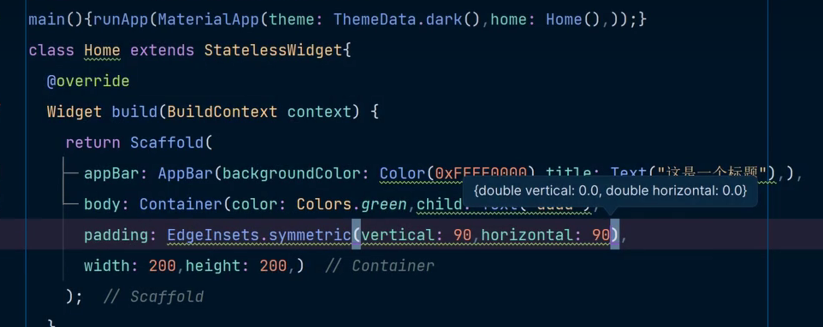 main(){runApp(MaterialApp(theme: ThemeData.dark(),home: Home(),));}
class Home extends StatelessWidget{
@override
Widget build(BuildContext context) {
return Scaffold(
appBar: AppBar(backgroundColor: Color(0xFFFF0000),title: Text("这是一个标题"),),
{double vertical: 0.0, double horizontal: 0.0}
body: Container(color: Colors.green,child:
padding: EdgeInsets.symmetric(vertical: 90,horizontal: 90),
width: 200,height: 200,) // Container
); // Scaffold
}